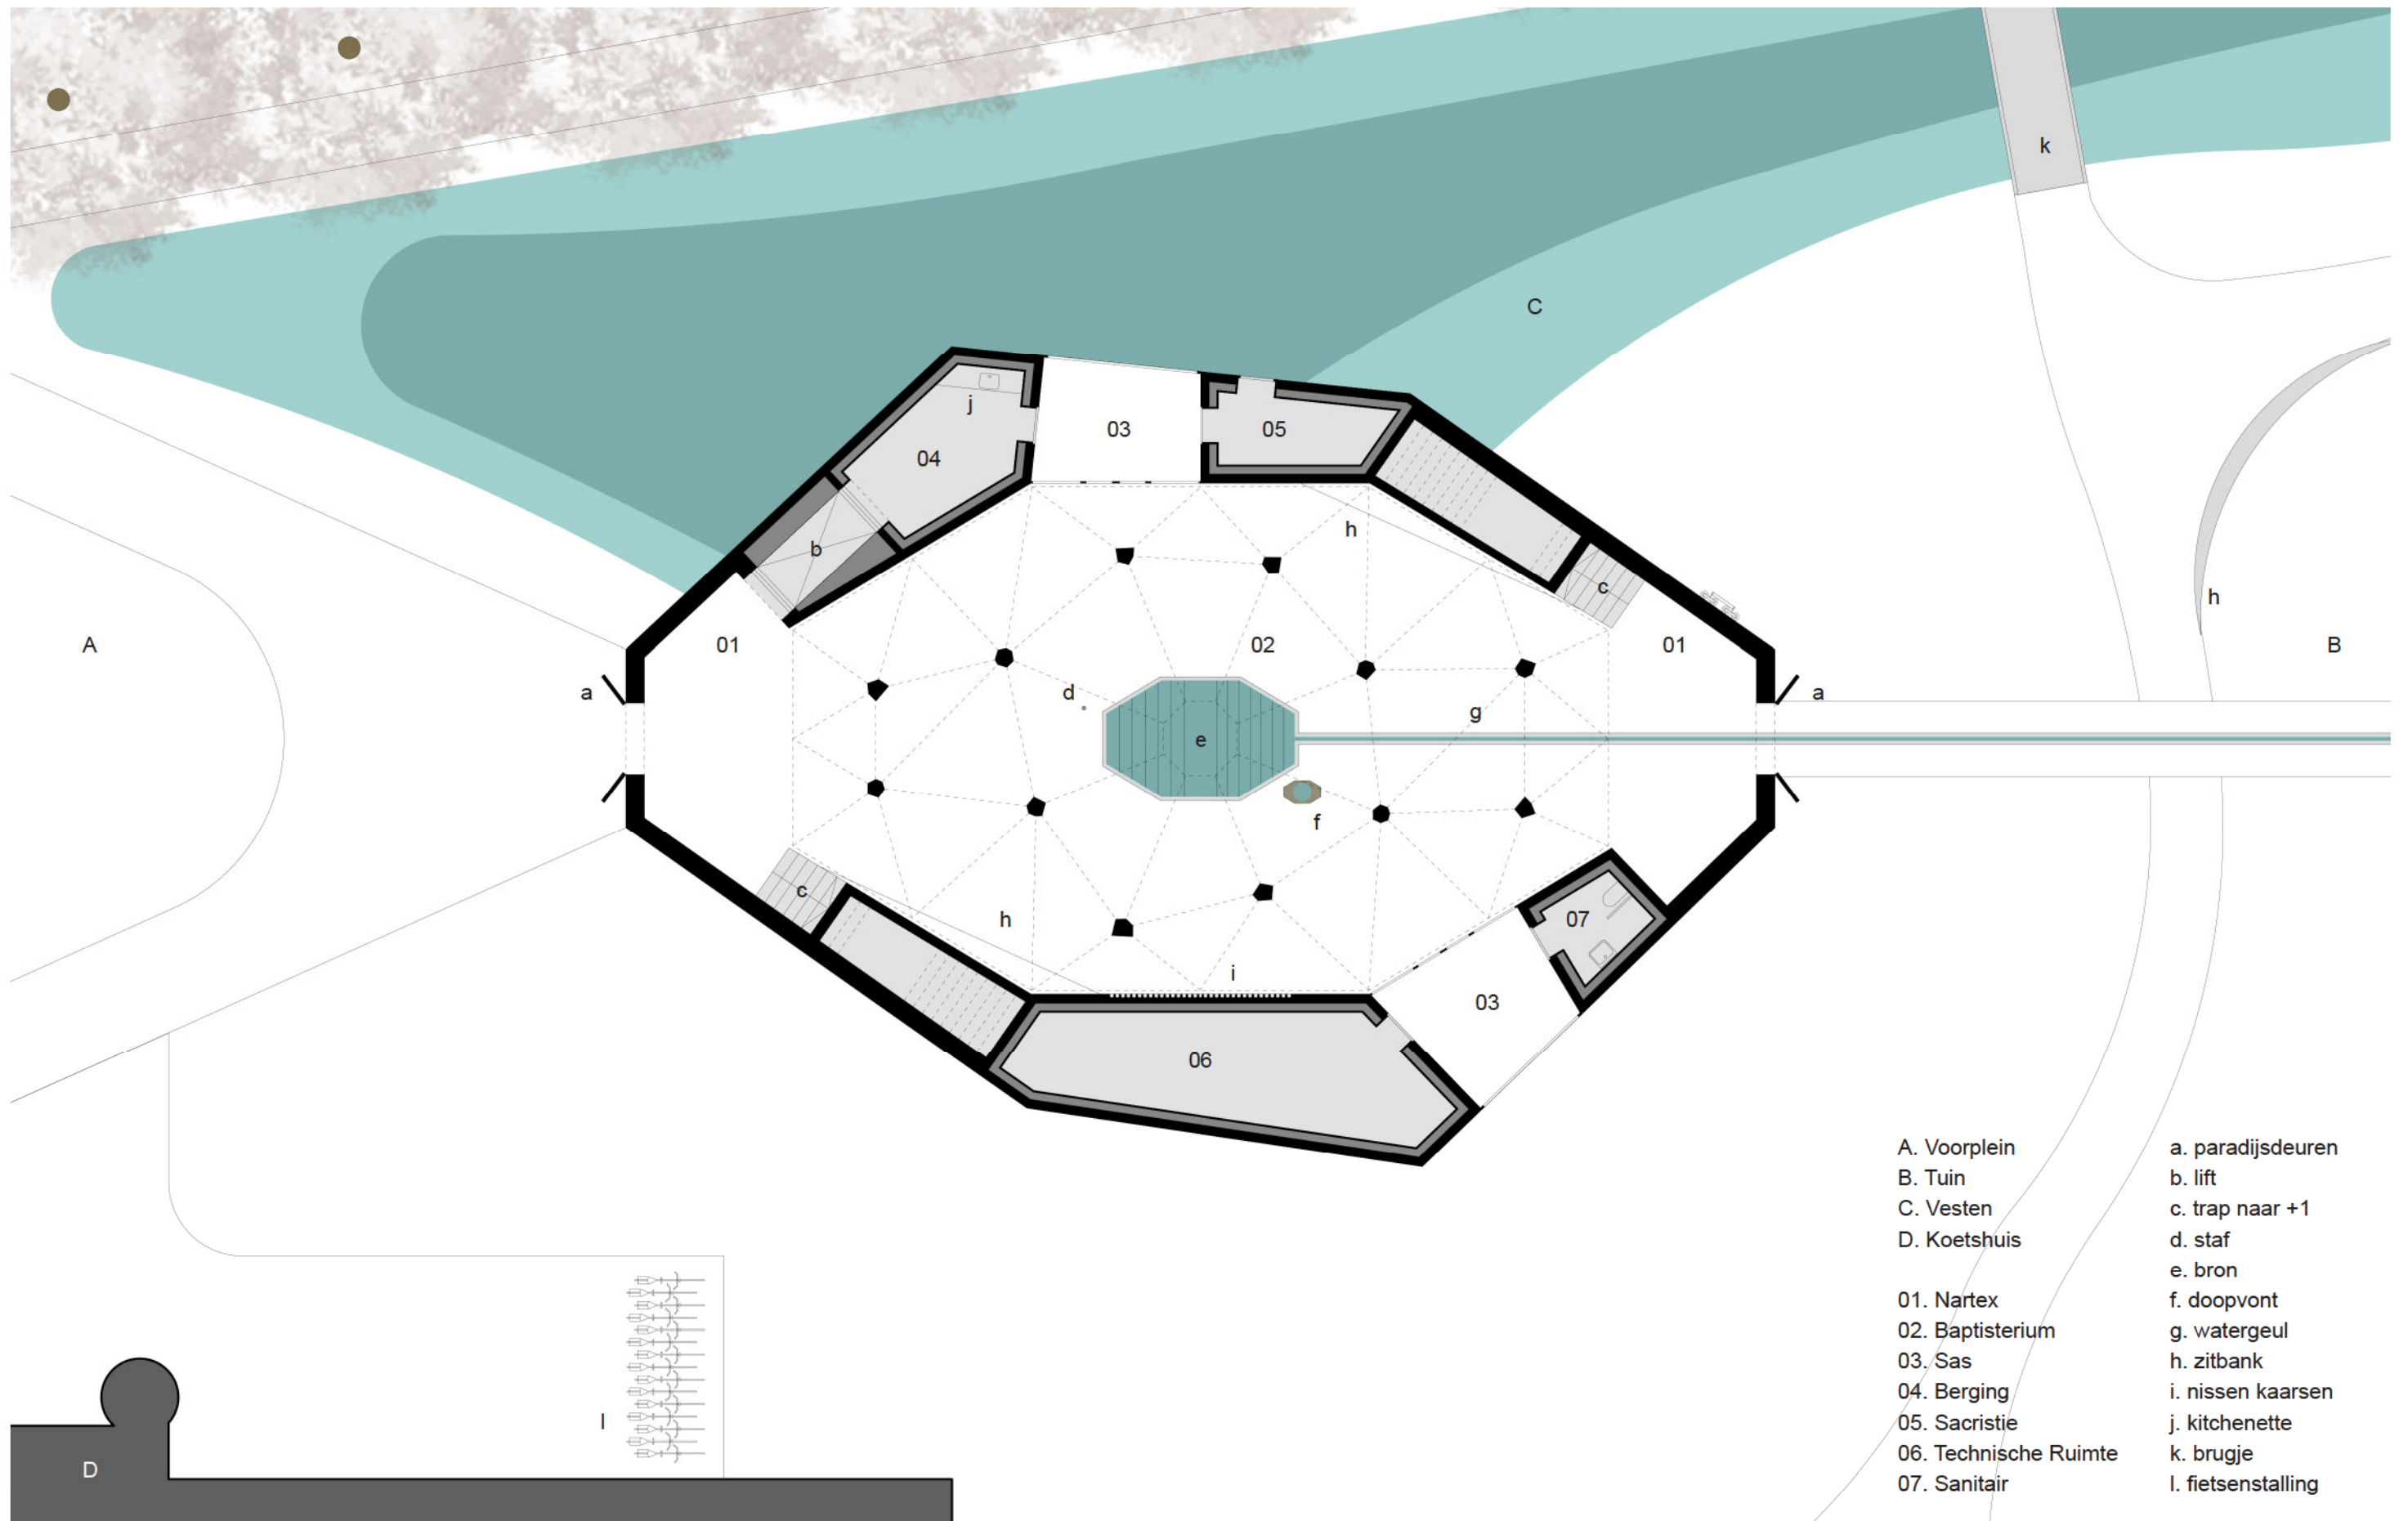 k
C
j
03
05
04
h
b
c
h
01
02
01
A
B
d
a
a
g
e
f
c
h
07
i
03
06
l
D
A. Voorplein
B. Tuin
C. Vesten
D. Koetshuis
01. Nartex
02. Baptisterium
03. Sas
04. Berging
05. Sacristie
06. Technische Ruimte
07. Sanitair
a. paradijsdeuren
b. lift
c. trap naar +1
d. staf
e. bron
f. doopvont
g. watergeul
h. zitbank
i. nissen kaarsen
j. kitchenette
k. brugje
l. fietsenstalling